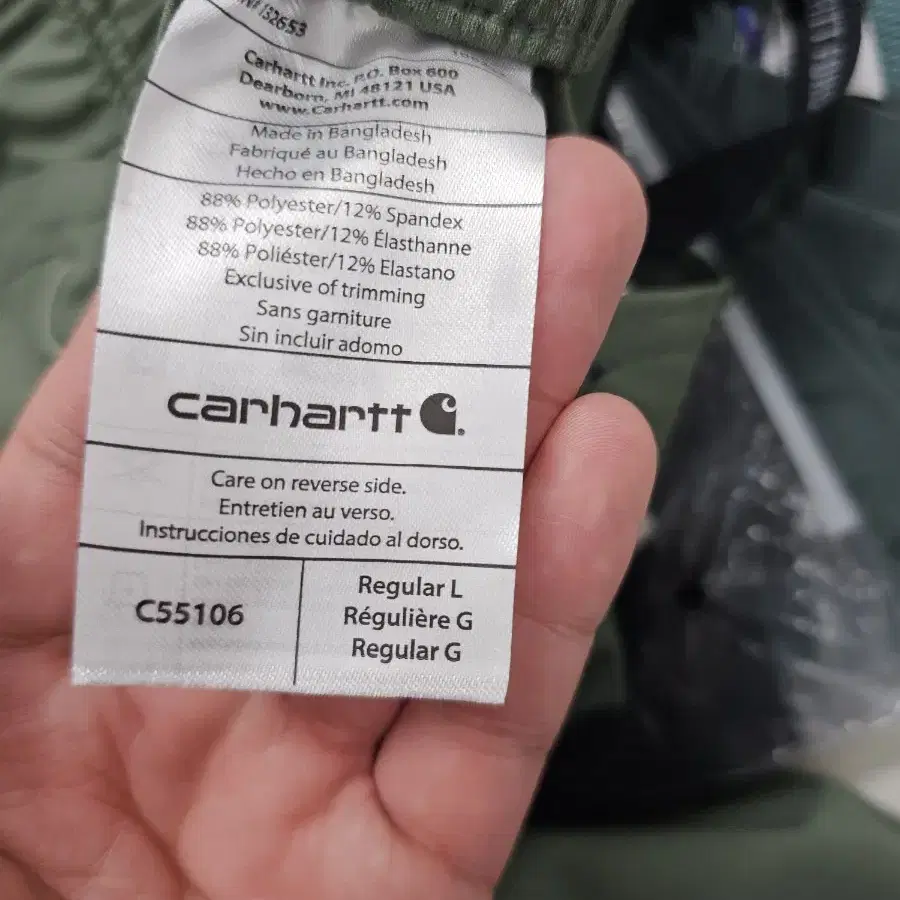 32653
Carhartt Inc. P.O. Box 600
Dearborn, MI 48121 USA
www.Carhartt.com
Made in Bangladesh
Fabriqué au Bangladesh
Hecho en Bangladesh
88% Polyester/12% Spandex
88% Polyester/12% Élasthanne
88% Poliéster/12% Elastano
Exclusive of trimming
Sans garniture
Sin incluir adorno
carhartt
Care on reverse side.
Entretien au verso.
Instrucciones de cuidado al dorso.
C55106
Regular L
Régulière G
Regular G